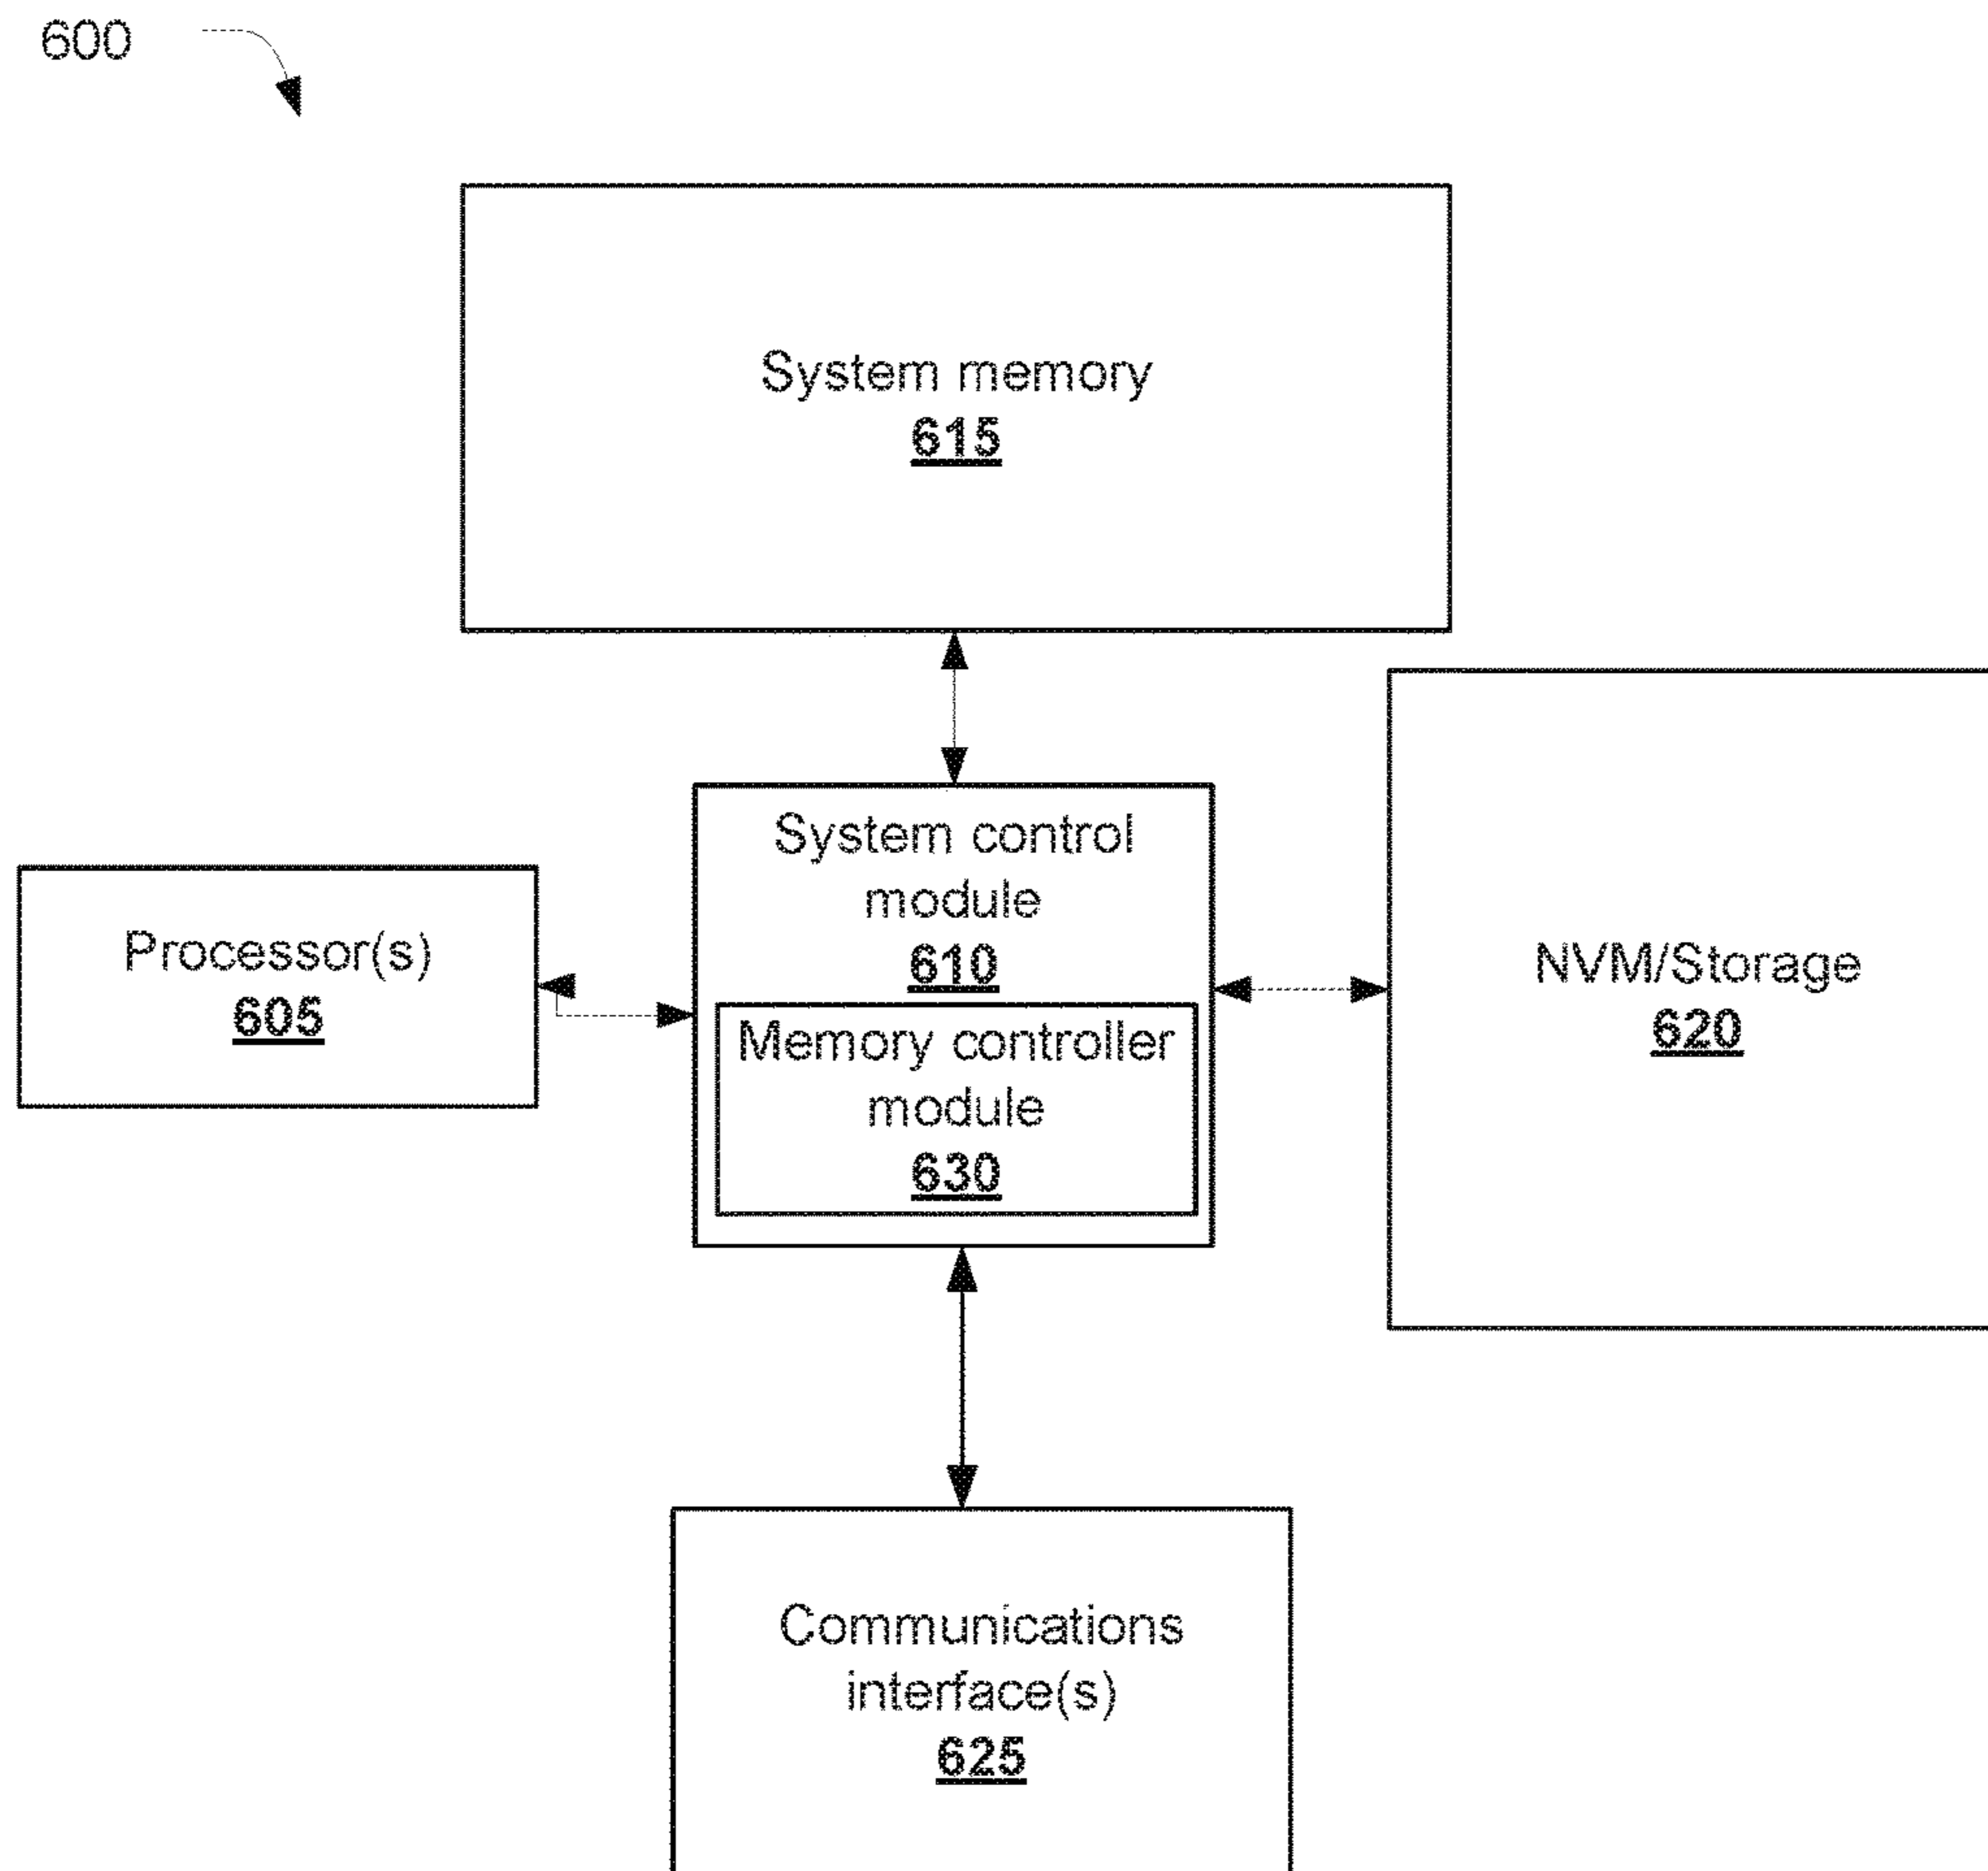 600
System memory
615
System control
module
610
Processor(s)
605
Memory controller
module
630
NVM/Storage
620
Communications
interface(s)
625